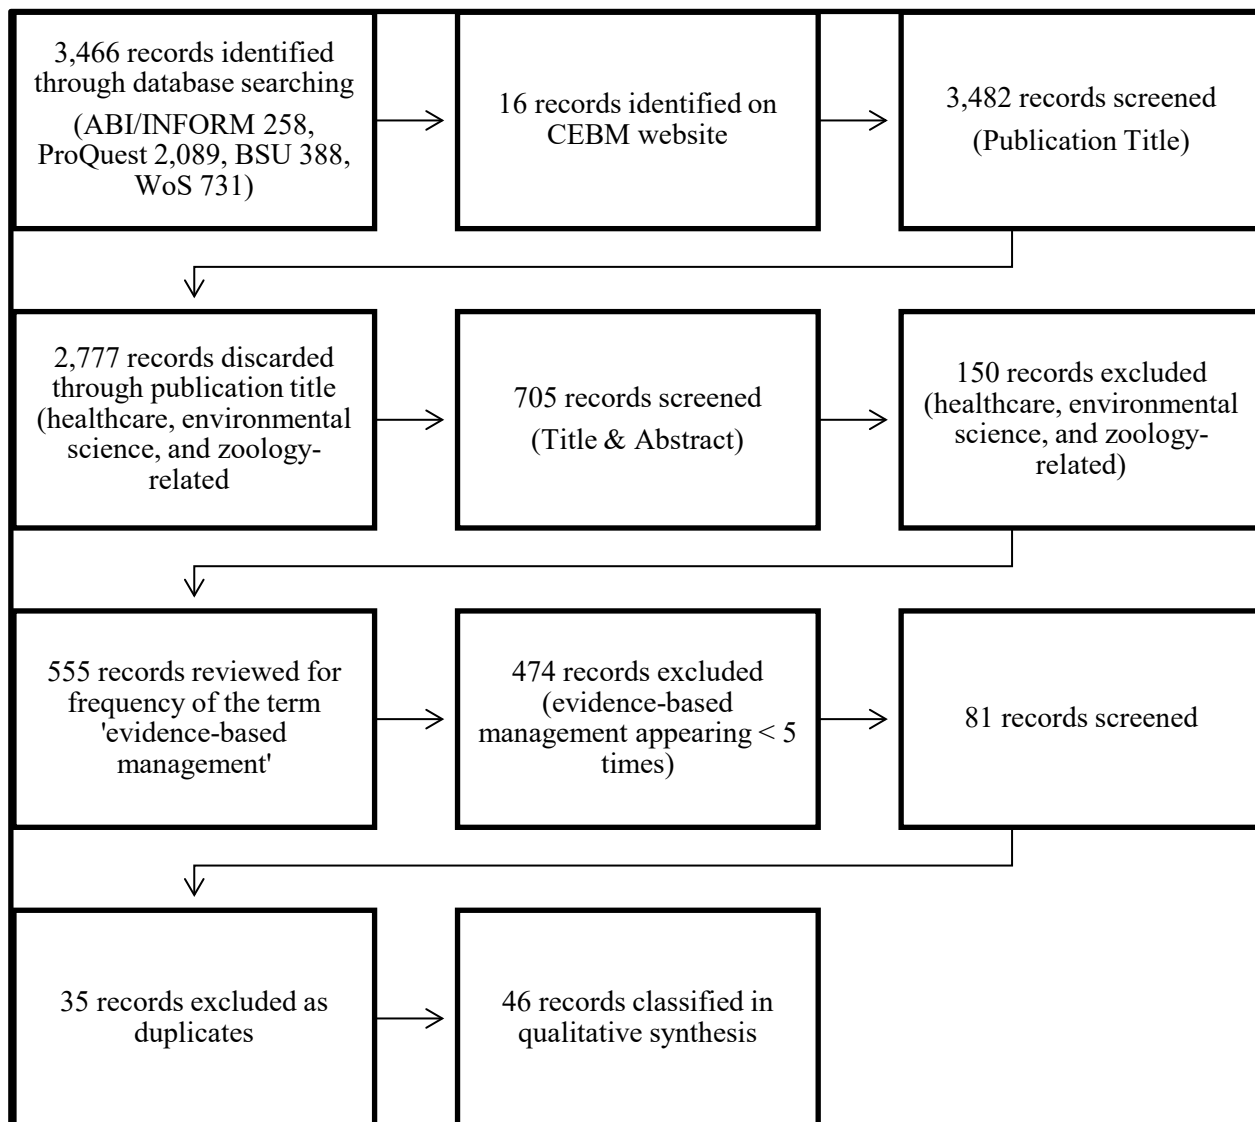 3,466 records identified
through database searching
(ABI/INFORM 258,
ProQuest 2,089, BSU 388,
WoS 731)
16 records identified on
CEBM website
3,482 records screened
(Publication Title)
2,777 records discarded
through publication title
(healthcare, environmental
science, and zoology-
related
705 records screened
(Title & Abstract)
150 records excluded
(healthcare, environmental
science, and zoology-
related)
555 records reviewed for
frequency of the term
'evidence-based
management'
474 records excluded
(evidence-based
management appearing < 5
times)
81 records screened
35 records excluded as
duplicates
46 records classified in
qualitative synthesis